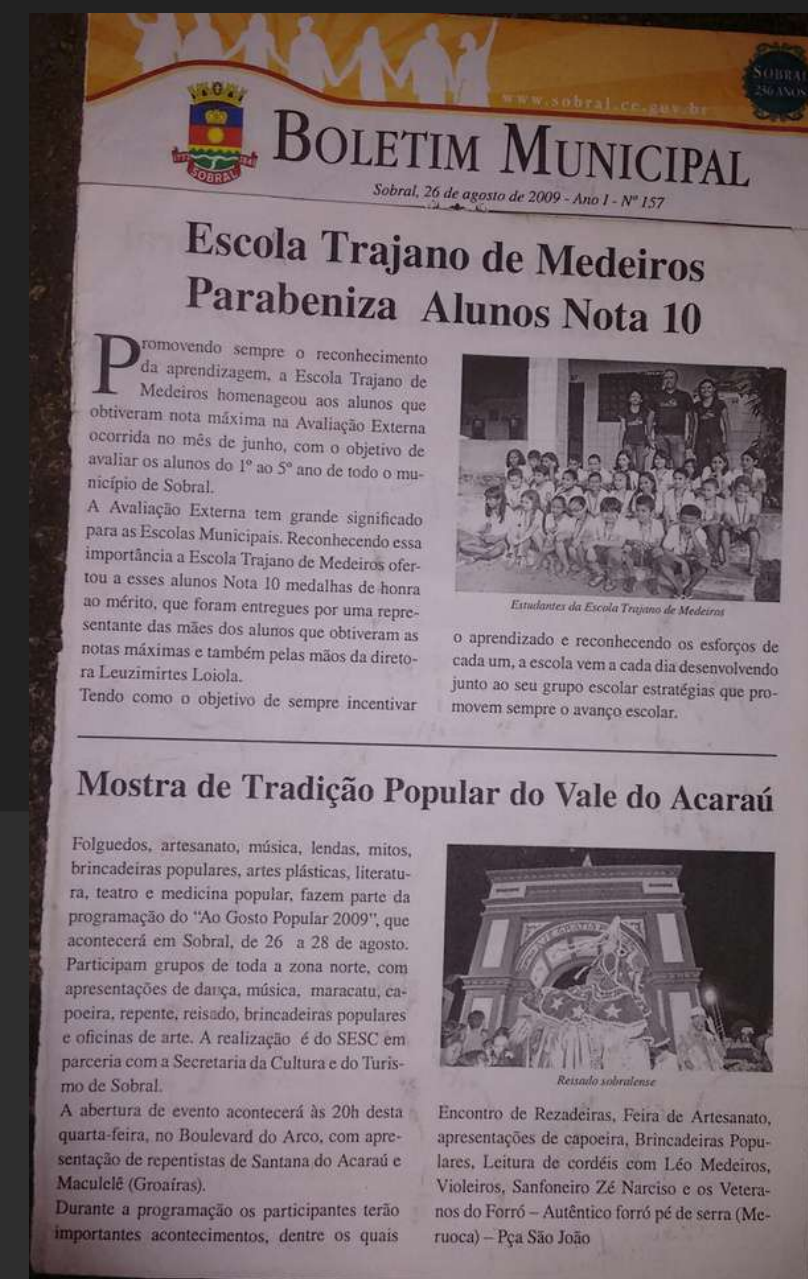 SOBRAL
236 ANOS
www.sobral.ce.gov.br
SOBRAL
BOLETIM MUNICIPAL
Sobral, 26 de agosto de 2009 - Ano I - Nº 157
Escola Trajano de Medeiros
Parabeniza Alunos Nota 10
Promovendo sempre o reconhecimento
da aprendizagem, a Escola Trajano de
Medeiros homenageou aos alunos que
obtiveram nota máxima na Avaliação Externa
ocorrida no mês de junho, com o objetivo de
avaliar os alunos do 1º ao 5º ano de todo o mu-
nicípio de Sobral.
A Avaliação Externa tem grande significado
para as Escolas Municipais. Reconhecendo essa
importância a Escola Trajano de Medeiros ofer-
tou a esses alunos Nota 10 medalhas de honra
ao mérito, que foram entregues por uma repre-
sentante das mães dos alunos que obtiveram as
notas máximas e também pelas mãos da direto-
ra Leuzimirtes Loiola.
Tendo como o objetivo de sempre incentivar
Estudantes da Escola Trajano de Medeiros
o aprendizado e reconhecendo os esforços de
cada um, a escola vem a cada dia desenvolvendo
junto ao seu grupo escolar estratégias que pro-
movem sempre o avanço escolar.
Mostra de Tradição Popular do Vale do Acaraú
Folguedos, artesanato, música, lendas, mitos,
brincadeiras populares, artes plásticas, literatu-
ra, teatro e medicina popular, fazem parte da
programação do "Ao Gosto Popular 2009", que
acontecerá em Sobral, de 26 a 28 de agosto.
Participam grupos de toda a zona norte, com
apresentações de dança, música, maracatu, ca-
poeira, repente, reisado, brincadeiras populares
e oficinas de arte. A realização é do SESC em
parceria com a Secretaria da Cultura e do Turis-
mo de Sobral.
A abertura de evento acontecerá às 20h desta
quarta-feira, no Boulevard do Arco, com apre-
sentação de repentistas de Santana do Acaraú e
Maculelê (Groaíras).
Durante a programação os participantes terão
importantes acontecimentos, dentre os quais
Reisado sobralense
Encontro de Rezadeiras, Feira de Artesanato,
apresentações de capoeira, Brincadeiras Popu-
lares, Leitura de cordéis com Léo Medeiros,
Violeiros, Sanfoneiro Zé Narciso e os Vetera-
nos do Forró – Autêntico forró pé de serra (Me-
ruoca) – Pça São João